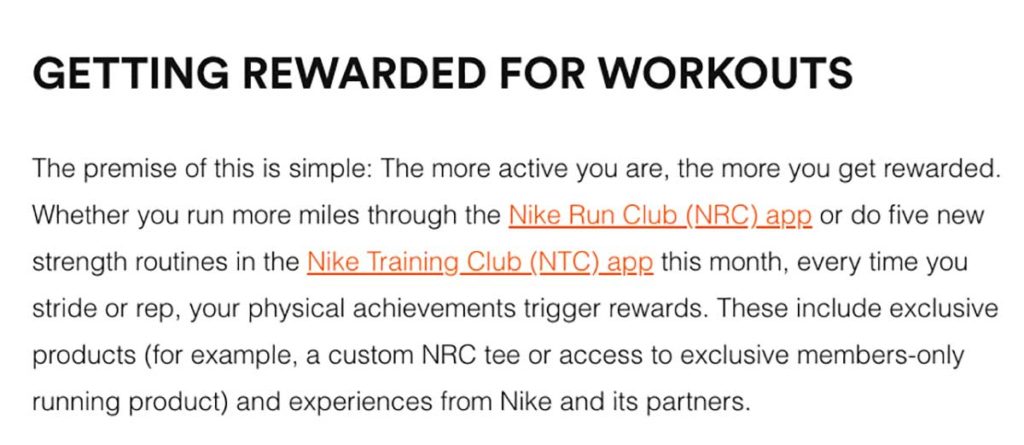 GETTING REWARDED FOR WORKOUTS
The premise of this is simple: The more active you are, the more you get rewarded.
Whether you run more miles through the Nike Run Club (NRC) app or do five new
strength routines in the Nike Training Club (NTC) app this month, every time you
stride or rep, your physical achievements trigger rewards. These include exclusive
products (for example, a custom NRC tee or access to exclusive members-only
running product) and experiences from Nike and its partners.